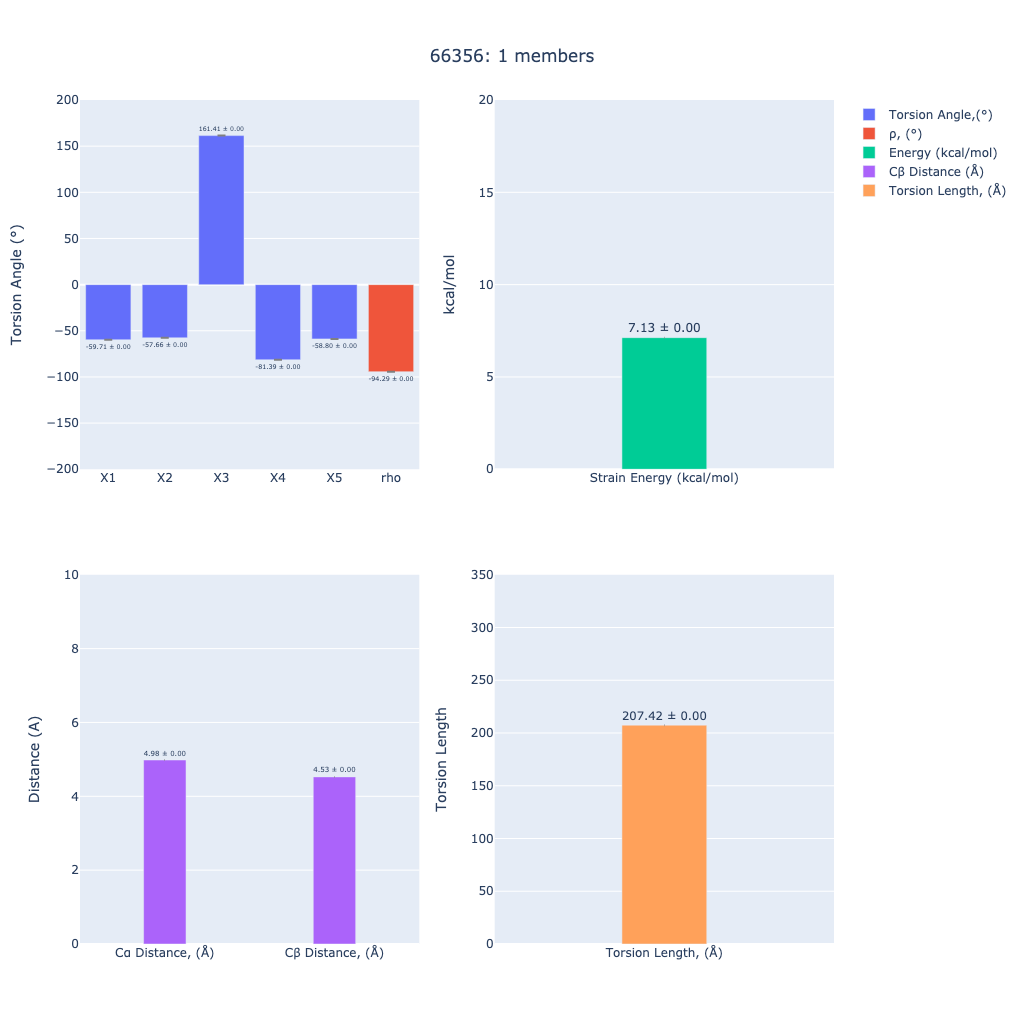 66356: 1 members
Torsion Angle (°)
200
150
100
50
0
−50
−100
−150
−200
161.41 ± 0.00
-59.71 ± 0.00
-57.66 ± 0.00
-81.39 ± 0.00
-58.80 ± 0.00
-94.29 ± 0.00
X1 X2 X3 X4 X5 rho
kcal/mol
20
15
10
5
0
7.13 ± 0.00
Strain Energy (kcal/mol)
Torsion Angle,(°)
ρ, (°)
Energy (kcal/mol)
Cβ Distance (Å)
Torsion Length, (Å)
Distance (A)
10
8
6
4
2
0
4.98 ± 0.00
4.53 ± 0.00
Cα Distance, (Å) Cβ Distance, (Å)
Torsion Length
350
300
250
200
150
100
50
0
207.42 ± 0.00
Torsion Length, (Å)